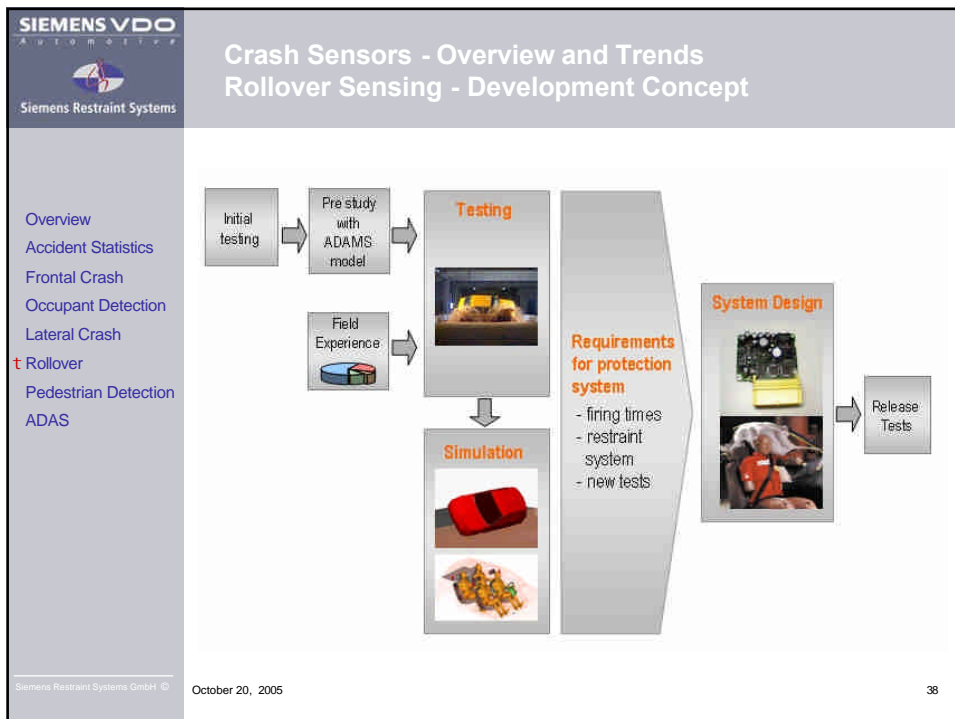 SIEMENS VDO
Automotive
Siemens Restraint Systems
Crash Sensors - Overview and Trends
Rollover Sensing - Development Concept
Overview
Accident Statistics
Frontal Crash
Occupant Detection
Lateral Crash
t Rollover
Pedestrian Detection
ADAS
Initial
testing
Pre study
with
ADAMS
model
Field
Experience
Testing
Simulation
Requirements
for protection
system
- firing times
- restraint
system
- new tests
System Design
Release
Tests
Siemens Restraint Systems GmbH ©
October 20, 2005
38